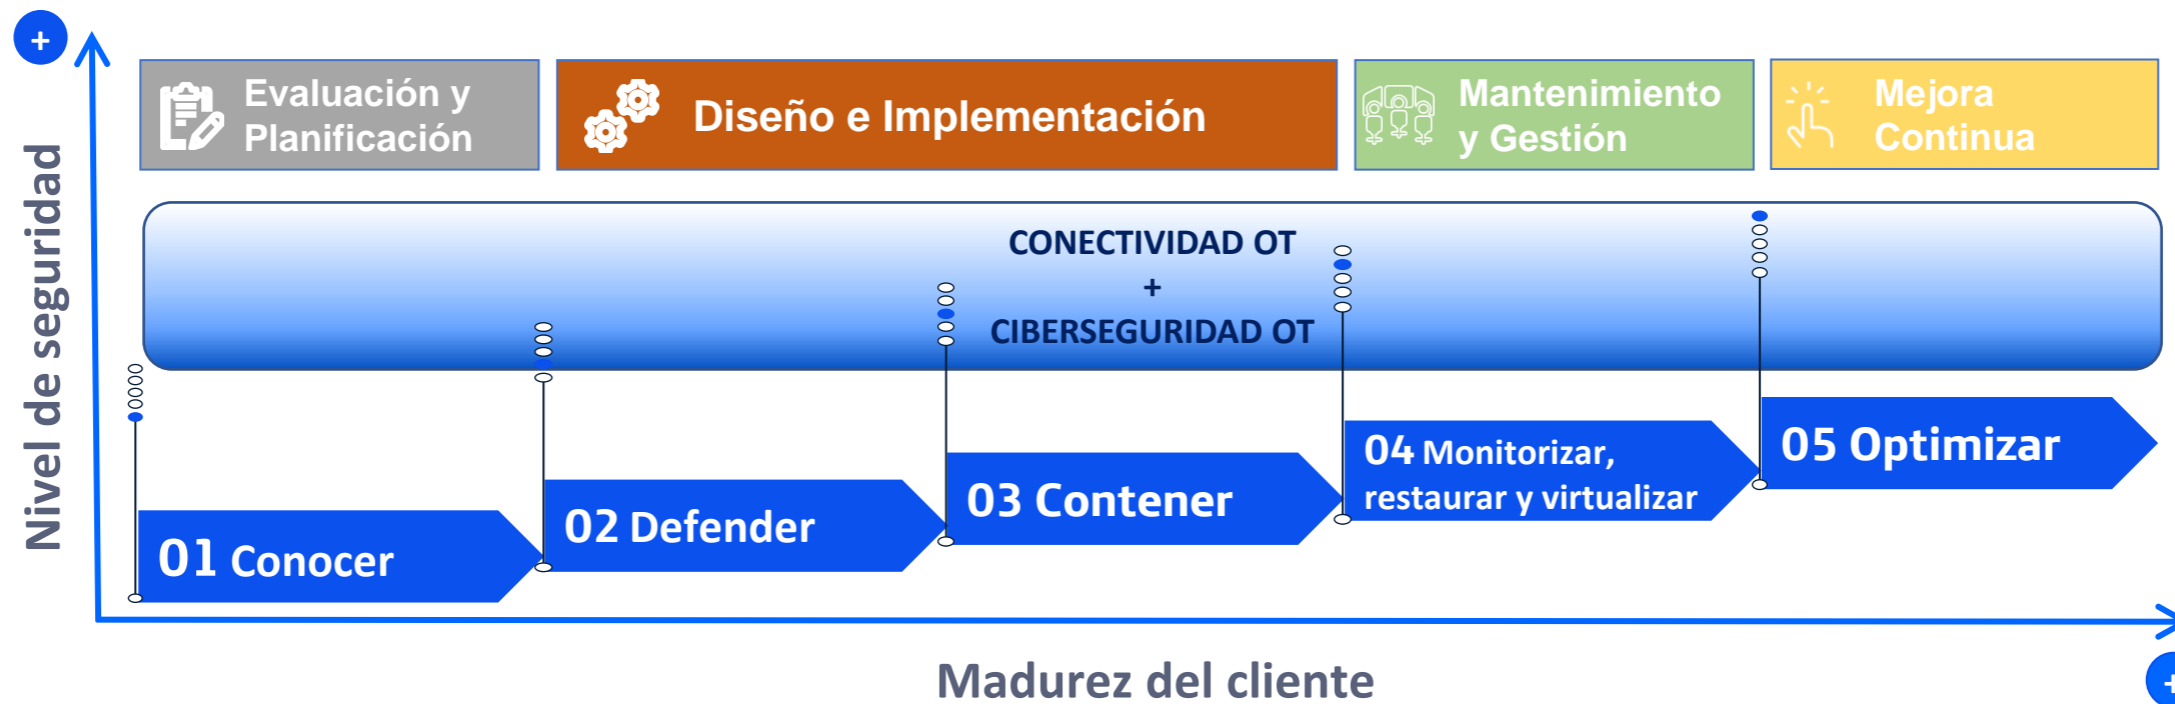 +
Evaluación y
Planificación
Diseño e Implementación
Mantenimiento
y Gestión
Mejora
Continua
Nivel de seguridad
CONECTIVIDAD OT
+
CIBERSEGURIDAD OT
01 Conocer
02 Defender
03 Contener
04 Monitorizar,
restaurar y virtualizar
05 Optimizar
Madurez del cliente
+